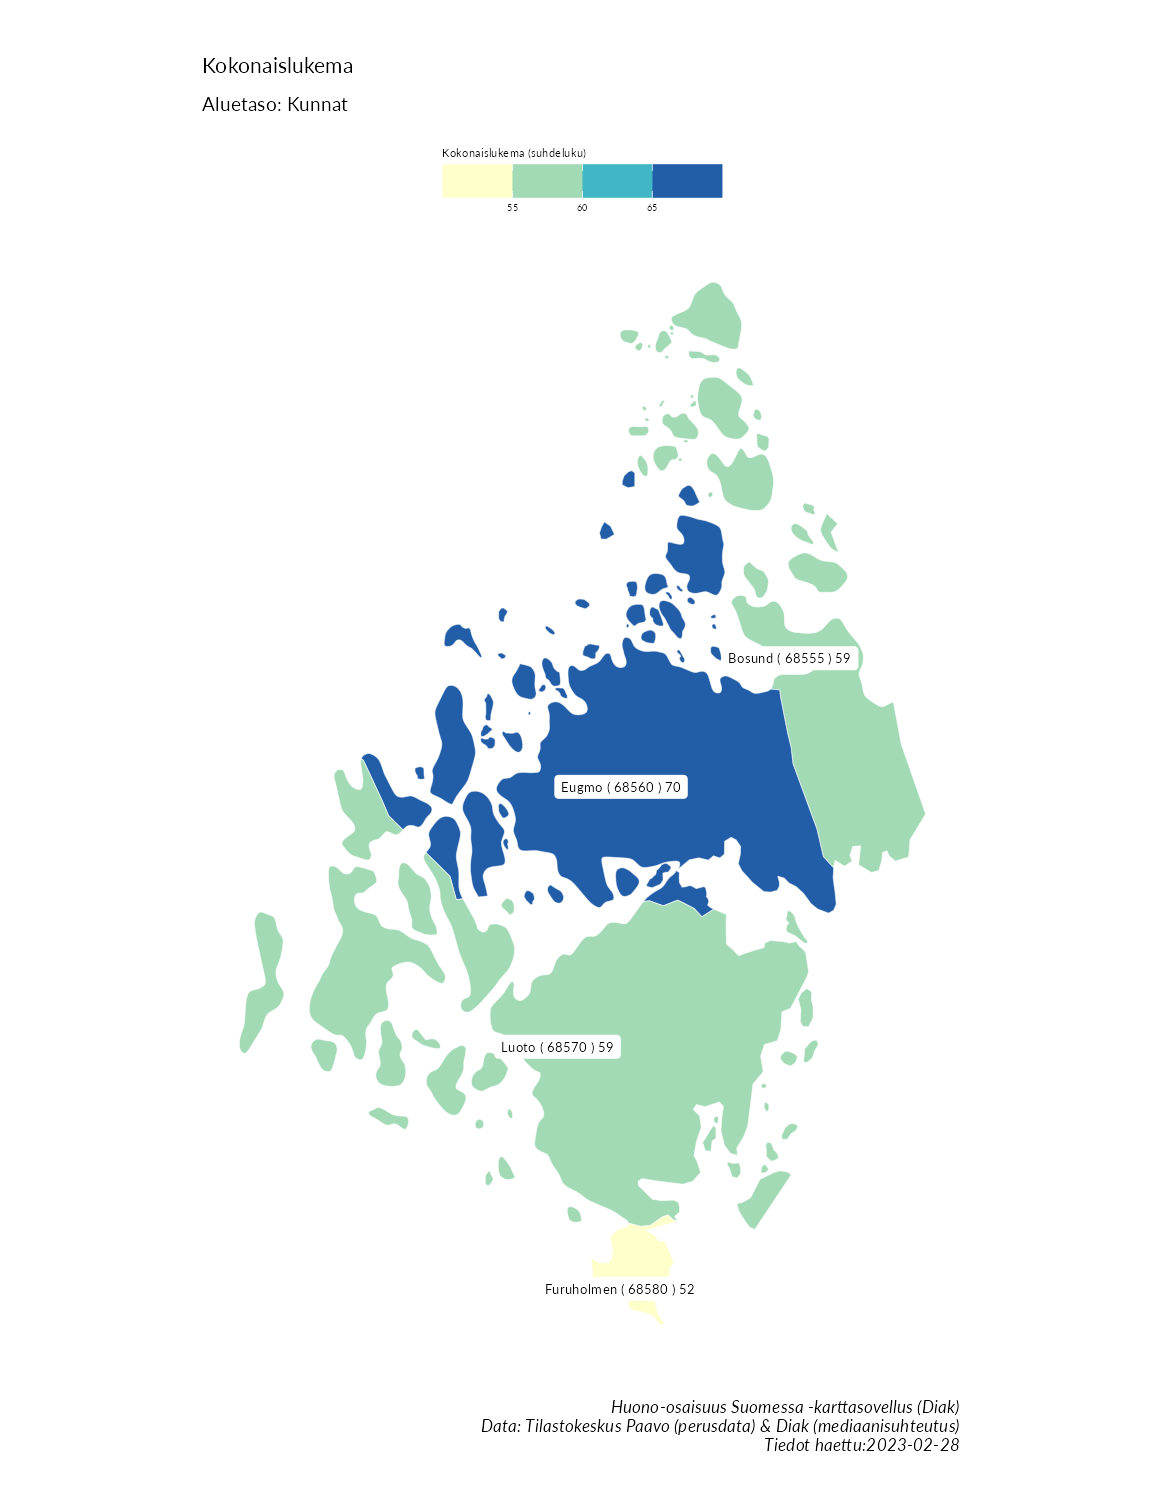 Kokonaislukema
Aluetaso: Kunnat
Kokonaislukema (suhdeluku)
55 60 65
Bosund ( 68555 ) 59
Eugmo ( 68560 ) 70
Luoto ( 68570 ) 59
Furuholmen ( 68580 ) 52
Huono-osaisuus Suomessa -karttasovellus (Diak)
Data: Tilastokeskus Paavo (perusdata) & Diak (mediaanisuhteutus)
Tiedot haettu:2023-02-28